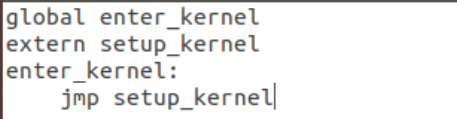 global enter_kernel
extern setup_kernel
enter_kernel:
    jmp setup_kernel